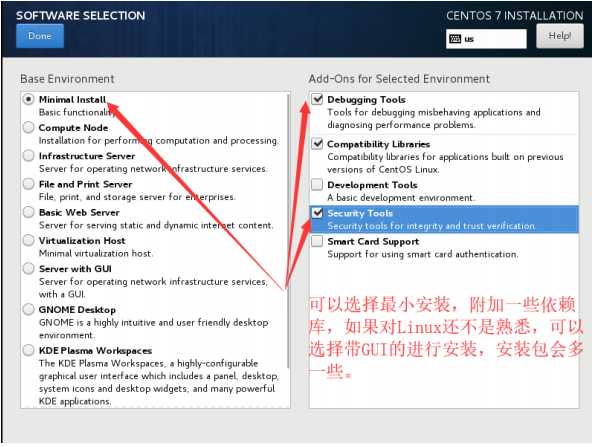 SOFTWARE SELECTION
CENTOS 7 INSTALLATION
Done
us
Help!
Base Environment
Minimal Install
Basic functionality.
Compute Node
Installation for performing computation and processing.
Infrastructure Server
Server for operating network infrastructure services.
File and Print Server
File, print, and storage server for enterprises.
Basic Web Server
Server for serving static and dynamic internet content.
Virtualization Host
Minimal virtualization host.
Server with GUI
Server for operating network infrastructure services,
with a GUI.
GNOME Desktop
GNOME is a highly intuitive and user friendly desktop
environment.
KDE Plasma Workspaces
The KDE Plasma Workspaces, a highly-configurable
graphical user interface which includes a panel, desktop,
system icons and desktop widgets, and many powerful
KDE applications.
Add-Ons for Selected Environment
Debugging Tools
Tools for debugging misbehaving applications and
diagnosing performance problems.
Compatibility Libraries
Compatibility libraries for applications built on previous
versions of CentOS Linux.
Development Tools
A basic development environment.
Security Tools
Security tools for integrity and trust verification.
Smart Card Support
Support for using smart card authentication.
可以选择最小安装，附加一些依赖
库，如果对Linux还不是熟悉，可以
选择带GUI的进行安装，安装包会多
一些。